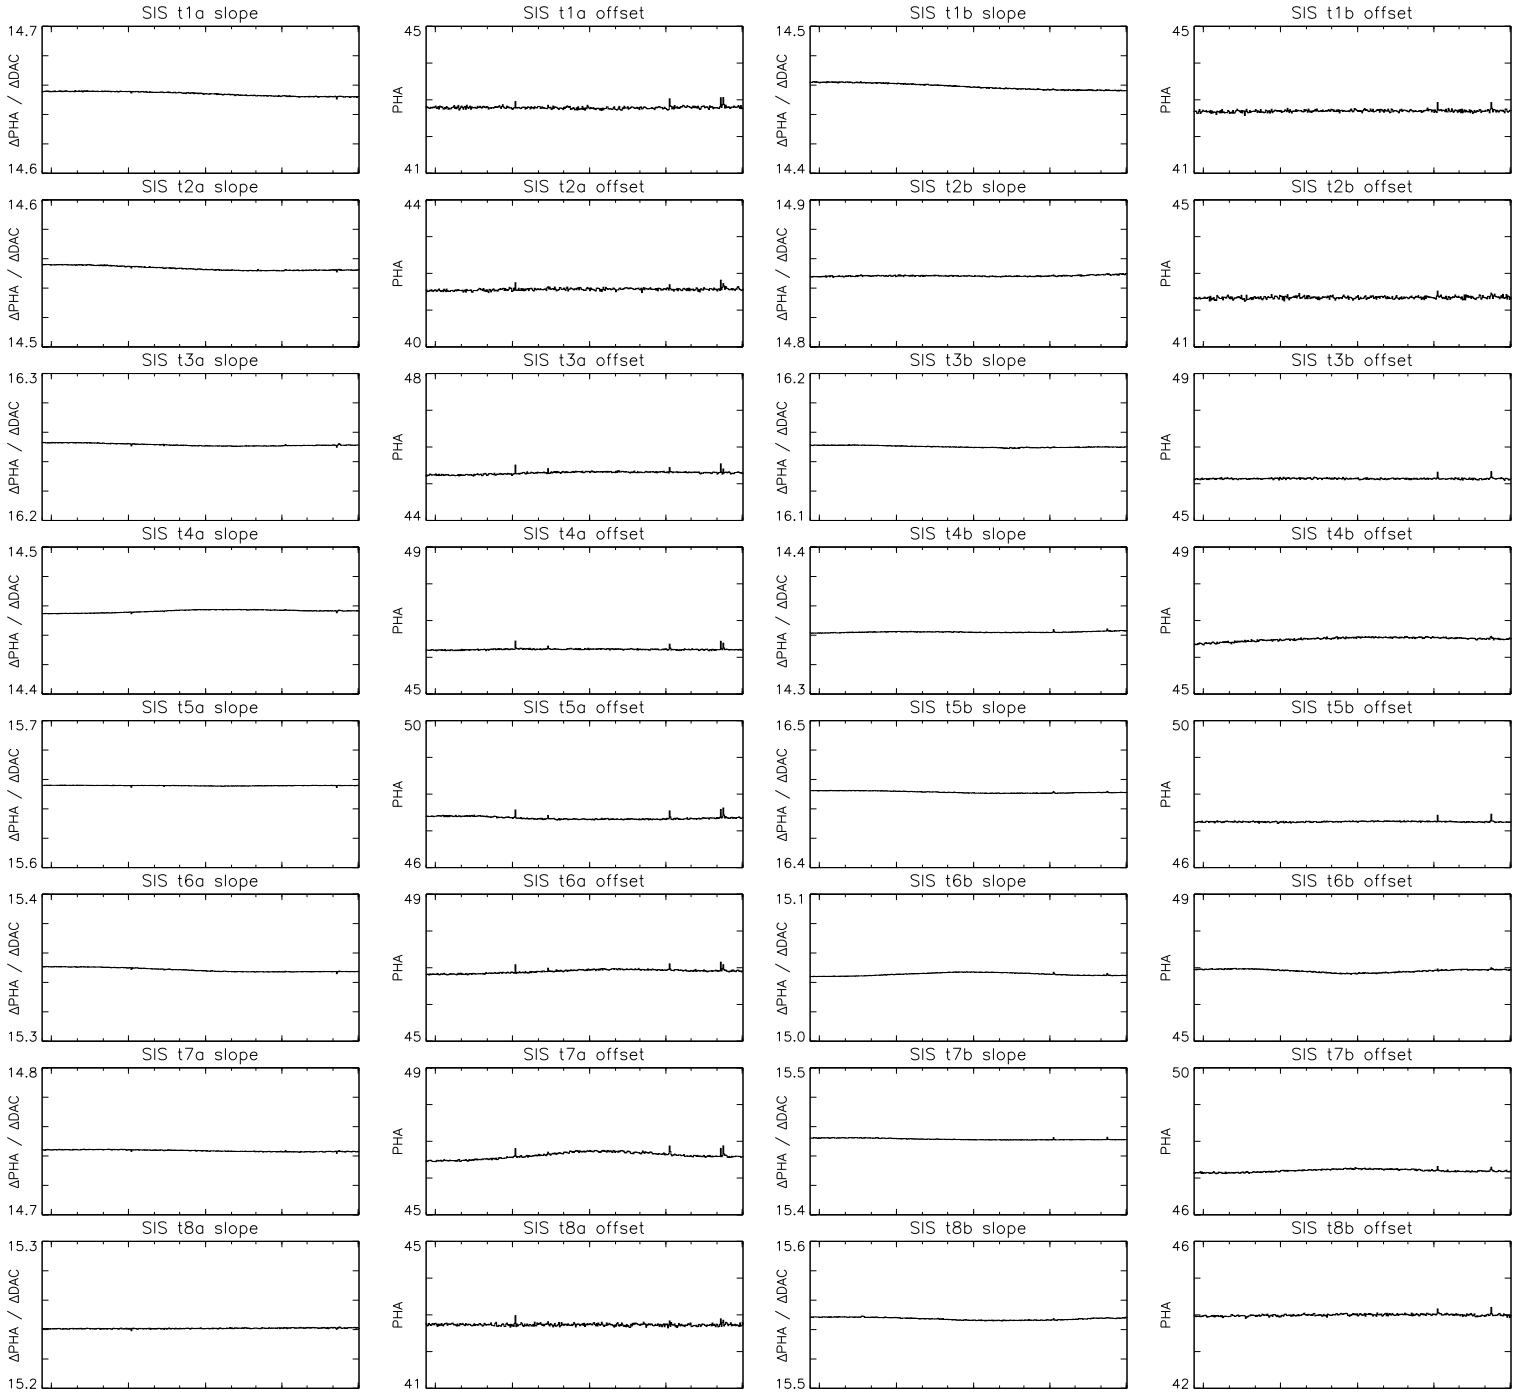 SIS t1a slope SIS t1a offset SIS t1b slope SIS t1b offset
14.7 45 14.5 45
ΔPHA / ΔDAC PHA ΔPHA / ΔDAC PHA
14.6 41 14.4 41
SIS t2a slope SIS t2a offset SIS t2b slope SIS t2b offset
14.6 44 14.9 45
ΔPHA / ΔDAC PHA ΔPHA / ΔDAC PHA
14.5 40 14.8 41
SIS t3a slope SIS t3a offset SIS t3b slope SIS t3b offset
16.3 48 16.2 49
ΔPHA / ΔDAC PHA ΔPHA / ΔDAC PHA
16.2 44 16.1 45
SIS t4a slope SIS t4a offset SIS t4b slope SIS t4b offset
14.5 49 14.4 49
ΔPHA / ΔDAC PHA ΔPHA / ΔDAC PHA
14.4 45 14.3 45
SIS t5a slope SIS t5a offset SIS t5b slope SIS t5b offset
15.7 50 16.5 50
ΔPHA / ΔDAC PHA ΔPHA / ΔDAC PHA
15.6 46 16.4 46
SIS t6a slope SIS t6a offset SIS t6b slope SIS t6b offset
15.4 49 15.1 49
ΔPHA / ΔDAC PHA ΔPHA / ΔDAC PHA
15.3 45 15.0 45
SIS t7a slope SIS t7a offset SIS t7b slope SIS t7b offset
14.8 49 15.5 50
ΔPHA / ΔDAC PHA ΔPHA / ΔDAC PHA
14.7 45 15.4 46
SIS t8a slope SIS t8a offset SIS t8b slope SIS t8b offset
15.3 45 15.6 46
ΔPHA / ΔDAC PHA ΔPHA / ΔDAC PHA
15.2 41 15.5 42